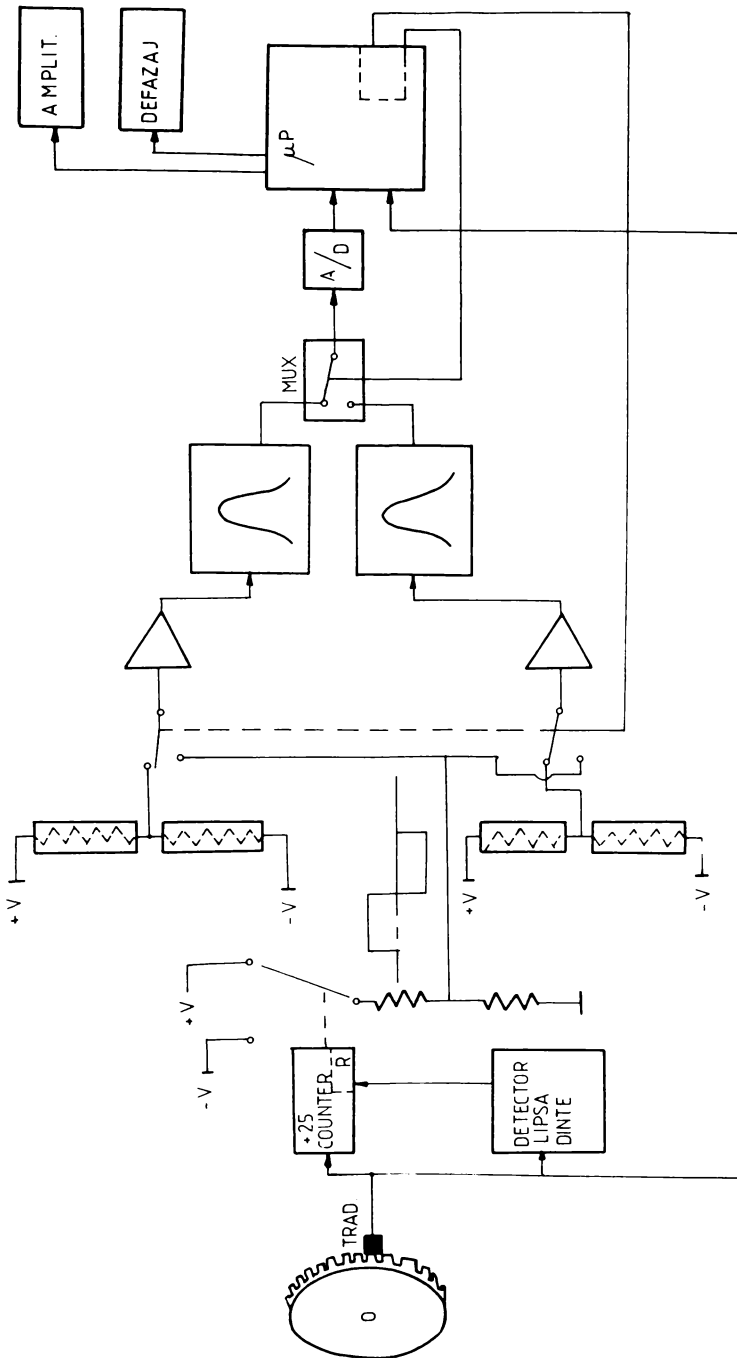 TRAD.
÷25
COUNTER
R
DETECTOR
LIPSA
DINTE
-V
+V
+V
-V
+V
-V
MUX
A/D
µP
AMPLIT.
DEFAZAJ